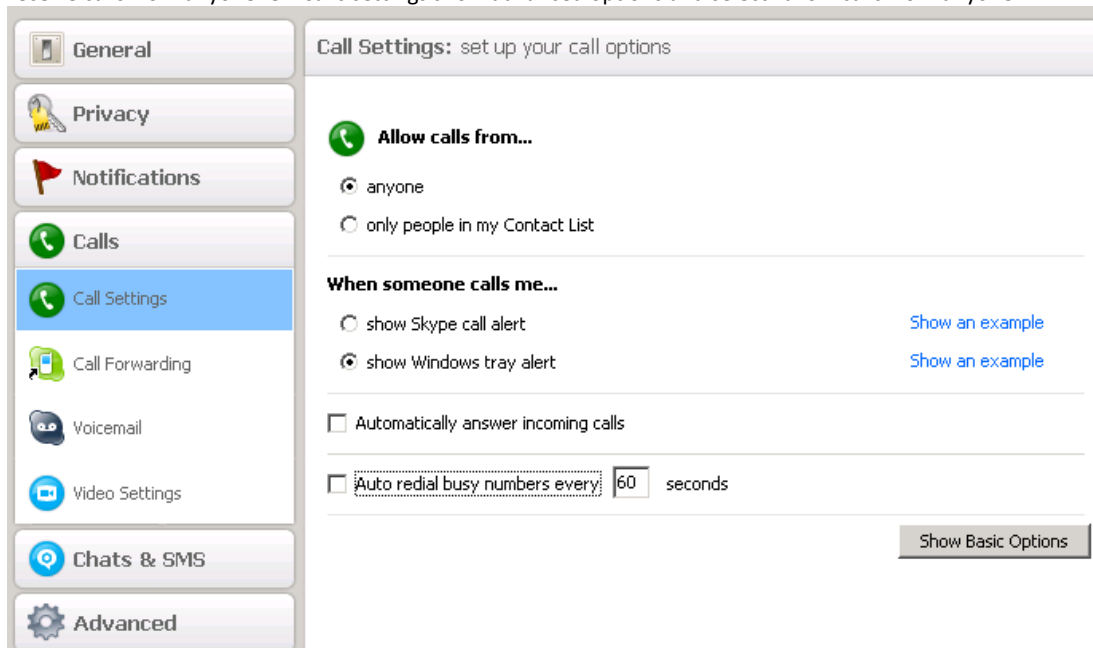 General
Privacy
Notifications
Calls
Call Settings
Call Forwarding
Voicemail
Video Settings
Chats & SMS
Advanced
Call Settings: set up your call options
Allow calls from...
anyone
only people in my Contact List
When someone calls me...
show Skype call alert Show an example
show Windows tray alert Show an example
Automatically answer incoming calls
Auto redial busy numbers every 60 seconds
Show Basic Options